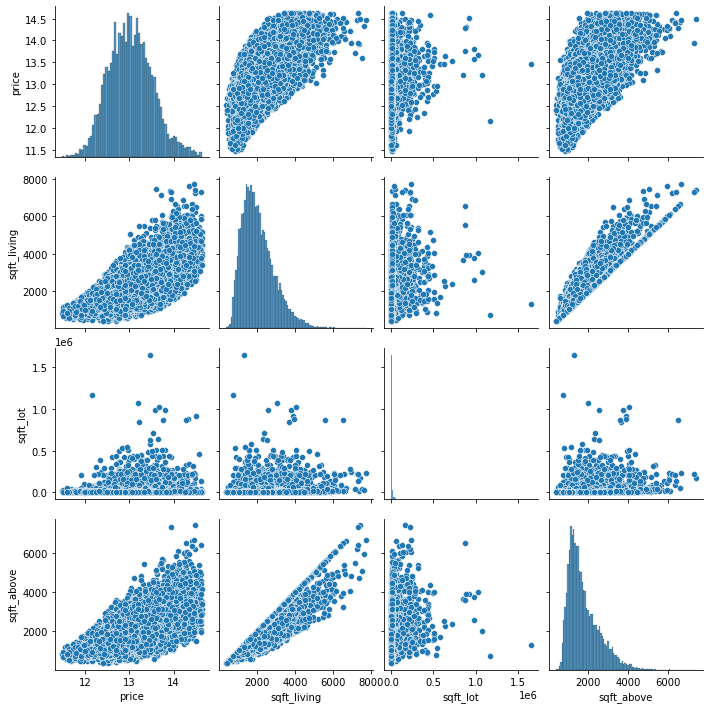 14.5
14.0
13.5
13.0
12.5
12.0
11.5
price
8000
6000
4000
2000
sqft_living
1e6
1.5
1.0
0.5
0.0
sqft_lot
6000
4000
2000
sqft_above
12 13 14
price
2000 4000 6000 8000
sqft_living
0.0 0.5 1.0 1.5
1e6
sqft_lot
2000 4000 6000
sqft_above